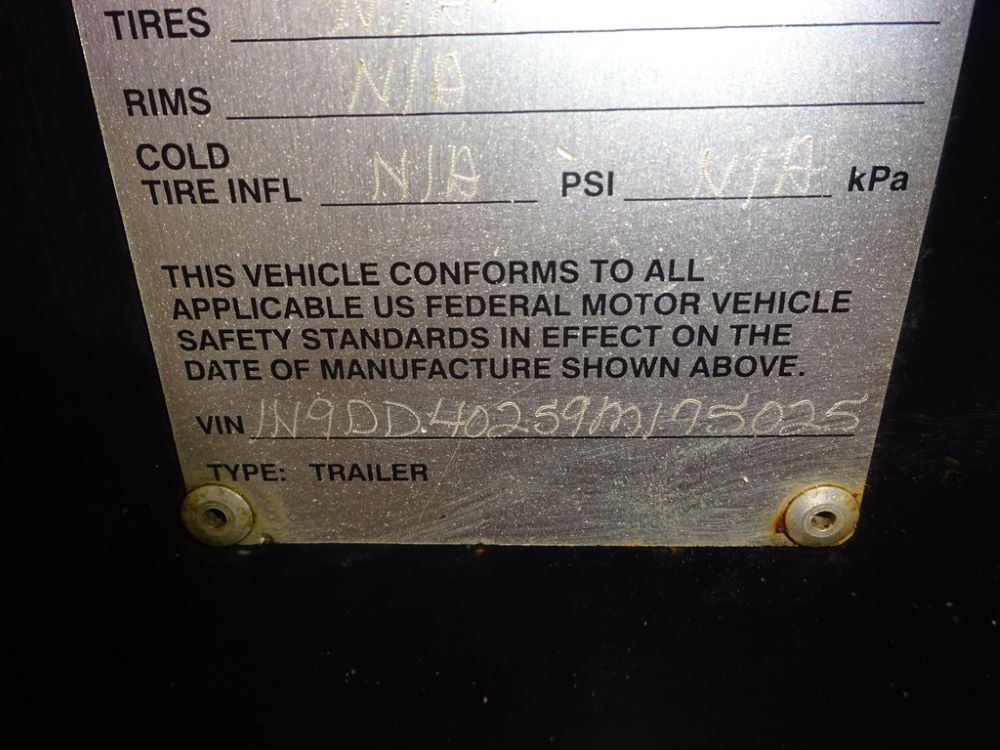 TIRES N/A
RIMS N/A
COLD
TIRE INFL N/A PSI N/A kPa
THIS VEHICLE CONFORMS TO ALL
APPLICABLE US FEDERAL MOTOR VEHICLE
SAFETY STANDARDS IN EFFECT ON THE
DATE OF MANUFACTURE SHOWN ABOVE.
VIN 1N9DD40259M175025
TYPE: TRAILER